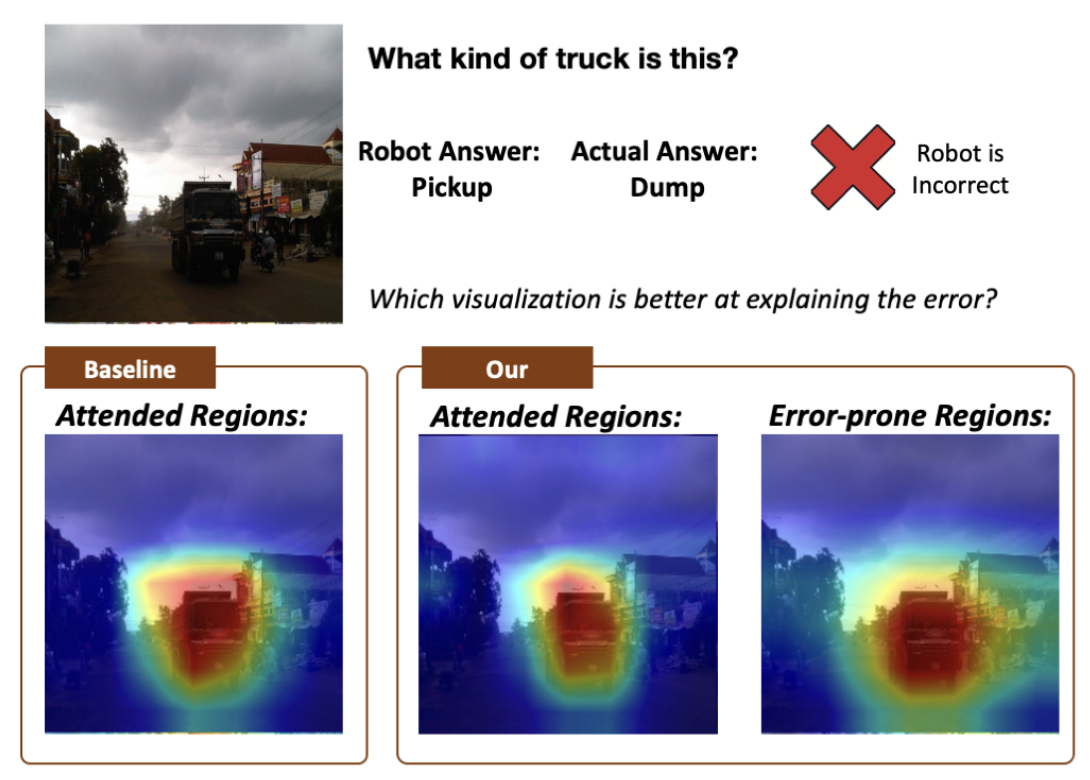 What kind of truck is this?
Robot Answer:
Pickup
Actual Answer:
Dump
Robot is
Incorrect
Which visualization is better at explaining the error?
Baseline
Attended Regions:
Our
Attended Regions:
Error-prone Regions: